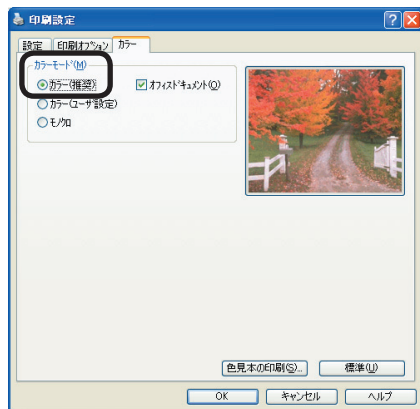 印刷設定
設定 印刷オプション カラー
カラーモード(M)
カラー(推奨) オフィスドキュメント(O)
カラー(ユーザ設定)
モノクロ
色見本の印刷(S)... 標準(U)
OK キャンセル ヘルプ